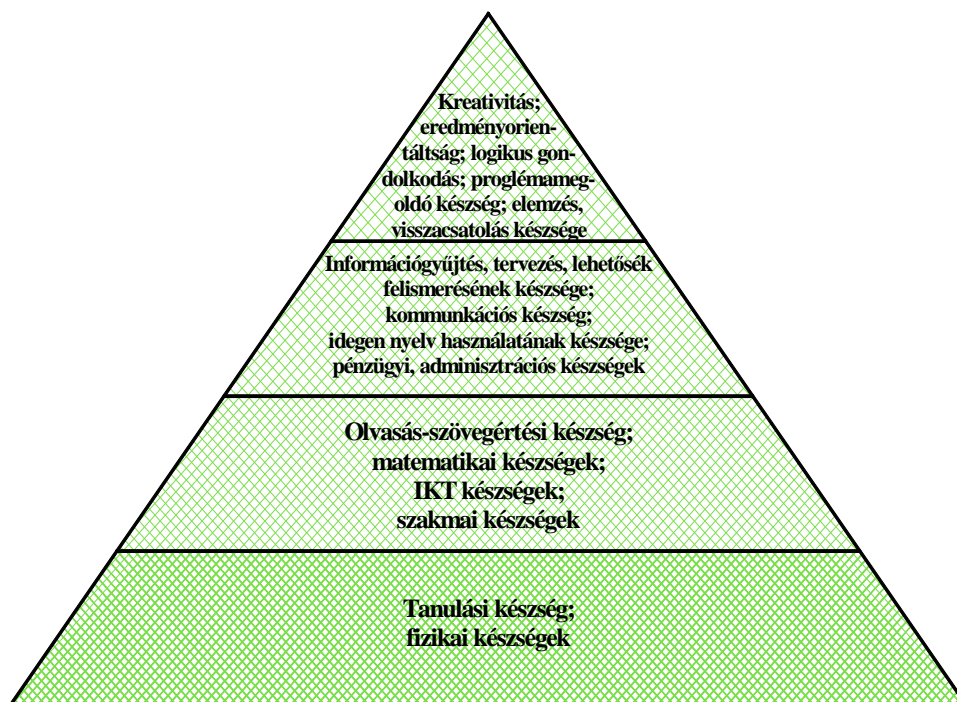 Kreativitás;
eredményorien-
táltság; logikus gon-
dolkodás; proglémameg-
oldó készség; elemzés,
visszacsatolás készsége
Információgyűjtés, tervezés, lehetősék
felismerésének készsége;
kommunkációs készség;
idegen nyelv használatának készsége;
pénzügyi, adminisztrációs készségek
Olvasás-szövegértési készség;
matematikai készségek;
IKT készségek;
szakmai készségek
Tanulási készség;
fizikai készségek